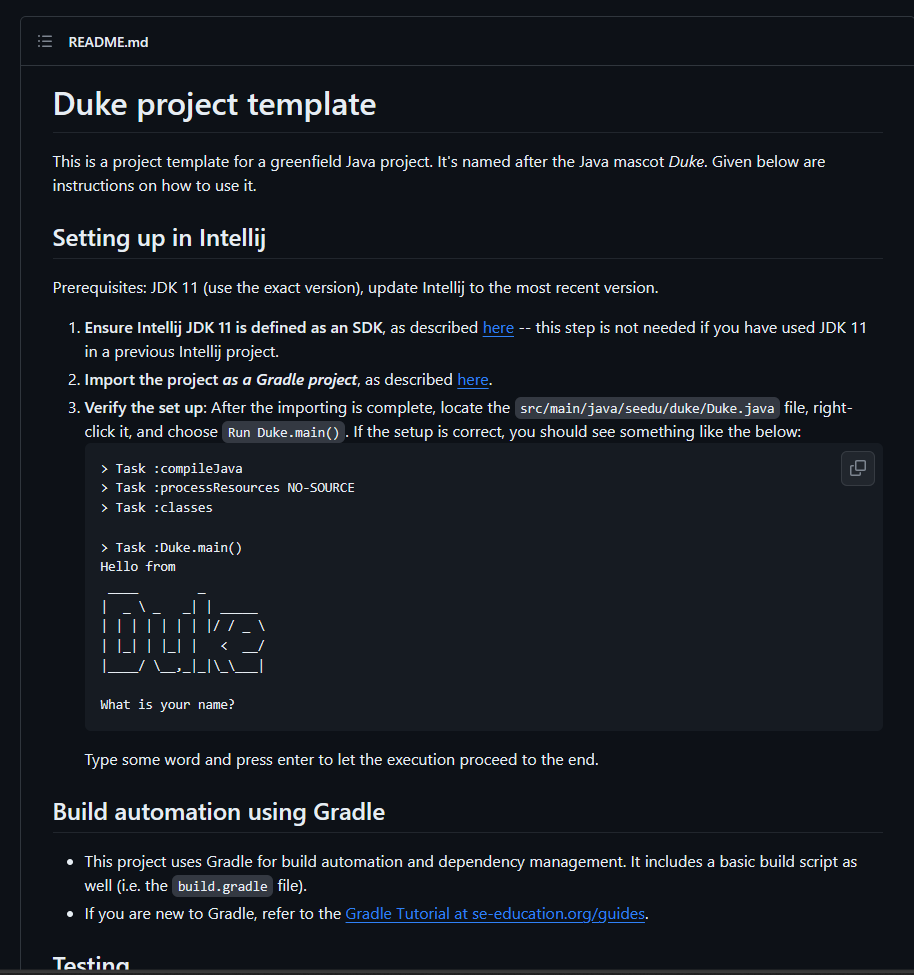 README.md
Duke project template
This is a project template for a greenfield Java project. It's named after the Java mascot Duke. Given below are
instructions on how to use it.
Setting up in Intellij
Prerequisites: JDK 11 (use the exact version), update Intellij to the most recent version.
1. Ensure Intellij JDK 11 is defined as an SDK, as described here -- this step is not needed if you have used JDK 11
in a previous Intellij project.
2. Import the project as a Gradle project, as described here.
3. Verify the set up: After the importing is complete, locate the src/main/java/seedu/duke/Duke.java file, right-
click it, and choose Run Duke.main(). If the setup is correct, you should see something like the below:
> Task :compileJava
> Task :processResources NO-SOURCE
> Task :classes
> Task :Duke.main()
Hello from
 ____        _
|  _ \ _   _| | _____
| | | | | | | |/ / _ \
| |_| | |_| |   <  __/
|____/ \__,_|_|\_\___|
What is your name?
Type some word and press enter to let the execution proceed to the end.
Build automation using Gradle
• This project uses Gradle for build automation and dependency management. It includes a basic build script as
well (i.e. the build.gradle file).
• If you are new to Gradle, refer to the Gradle Tutorial at se-education.org/guides.
Testing